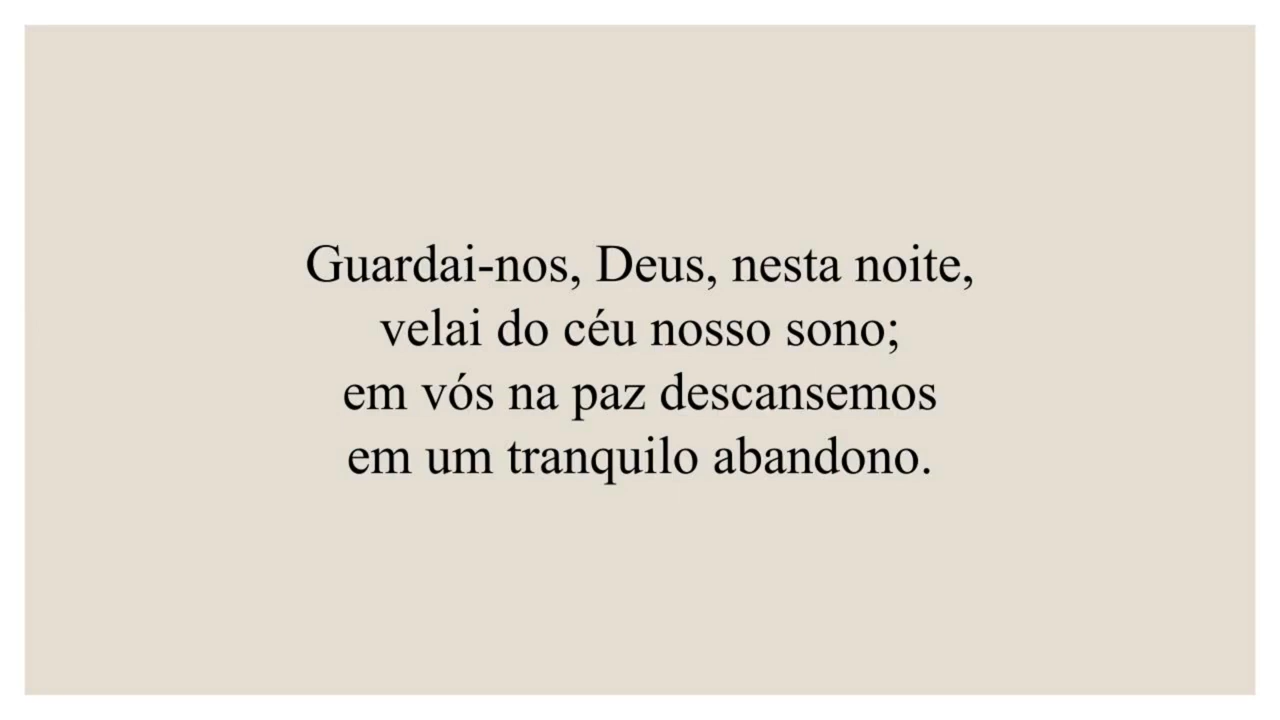 Guardai-nos, Deus, nesta noite,
velai do céu nosso sono;
em vós na paz descansemos
em um tranquilo abandono.